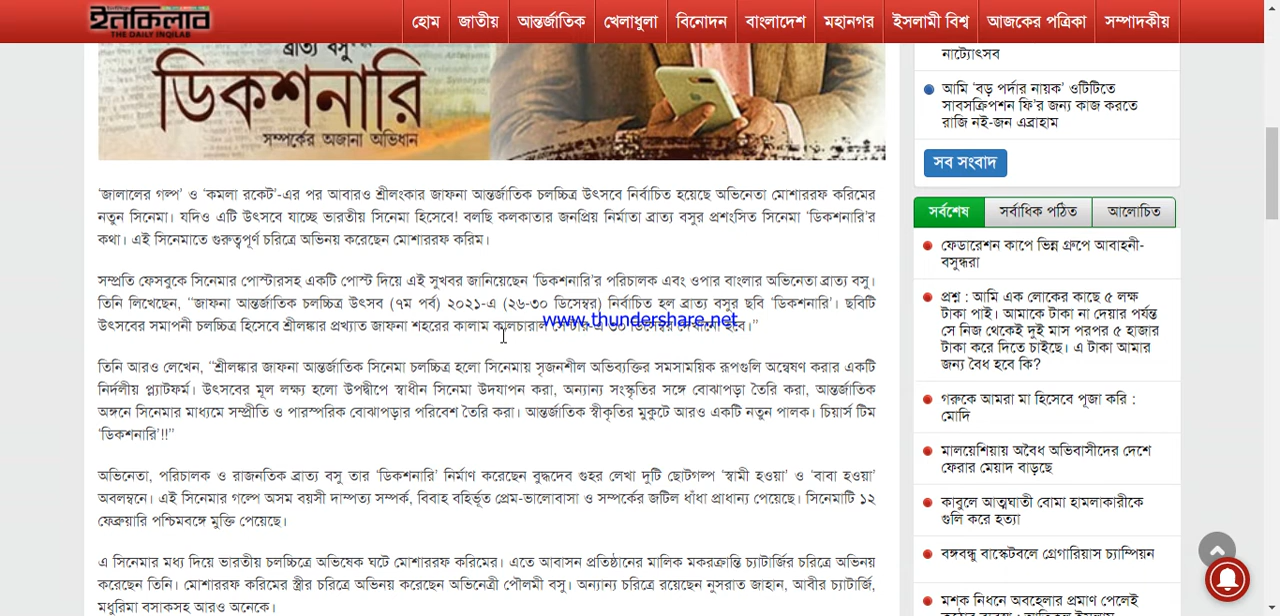 ইনকিলাব
THE DAILY INQILAB
হোম
জাতীয়
আন্তর্জাতিক
খেলাধুলা
বিনোদন
বাংলাদেশ
মহানগর
ইসলামী বিশ্ব
আজকের পত্রিকা
সম্পাদকীয়
ব্রাত্য বসু
ডিকশনারি
সম্পর্কের অজানা অভিধান
‘জালালের গল্প’ ও ‘কমলা রকেট’-এর পর আবারও শ্রীলংকার জাফনা আন্তর্জাতিক চলচ্চিত্র উৎসবে নির্বাচিত হয়েছে অভিনেতা মোশাররফ করিমের
নতুন সিনেমা। যদিও এটি উৎসবে যাচ্ছে ভারতীয় সিনেমা হিসেবে! বলছি কলকাতার জনপ্রিয় নির্মাতা ব্রাত্য বসুর প্রশংসিত সিনেমা ‘ডিকশনারি’র
কথা। এই সিনেমাতে গুরুত্বপূর্ণ চরিত্রে অভিনয় করেছেন মোশাররফ করিম।
সম্প্রতি ফেসবুকে সিনেমার পোস্টারসহ একটি পোস্ট দিয়ে এই সুখবর জানিয়েছেন ‘ডিকশনারি’র পরিচালক এবং ওপার বাংলার অভিনেতা ব্রাত্য বসু।
তিনি লিখেছেন, ‘‘জাফনা আন্তর্জাতিক চলচ্চিত্র উৎসব (৭ম পর্ব) ২০২১-এ (২৬-৩০ ডিসেম্বর) নির্বাচিত হল ব্রাত্য বসুর ছবি ‘ডিকশনারি’। ছবিটি
উৎসবের সমাপনী চলচ্চিত্র হিসেবে শ্রীলঙ্কর প্রখ্যাত জাফনা শহরের কালাম কালচারাল সেন্টার-এ ৩০ ডিসেম্বর দেখানো হবে।’’
www.thundershare.net
তিনি আরও লেখেন, ‘‘শ্রীলঙ্কার জাফনা আন্তর্জাতিক সিনেমা চলচ্চিত্র হলো সিনেমায় সৃজনশীল অভিব্যক্তির সমসাময়িক রূপগুলি অন্বেষণ করার একটি
নির্দলীয় প্ল্যাটফর্ম। উৎসবের মূল লক্ষ্য হলো উপদ্বীপে স্বাধীন সিনেমা উদযাপন করা, অন্যান্য সংস্কৃতির সঙ্গে বোঝাপড়া তৈরি করা, আন্তর্জাতিক
অঙ্গনে সিনেমার মাধ্যমে সম্প্রীতি ও পারস্পরিক বোঝাপড়ার পরিবেশ তৈরি করা। আন্তর্জাতিক স্বীকৃতির মুকুটে আরও একটি নতুন পালক। চিয়ার্স টিম
‘ডিকশনারি’!!’’
অভিনেতা, পরিচালক ও রাজনতিক ব্রাত্য বসু তার ‘ডিকশনারি’ নির্মাণ করেছেন বুদ্ধদেব গুহর লেখা দুটি ছোটগল্প ‘স্বামী হওয়া’ ও ‘বাবা হওয়া’
অবলম্বনে। এই সিনেমার গল্পে অসম বয়সী দাম্পত্য সম্পর্ক, বিবাহ বহির্ভূত প্রেম-ভালোবাসা ও সম্পর্কের জটিল ধাঁধা প্রাধান্য পেয়েছে। সিনেমাটি ১২
ফেব্রুয়ারি পশ্চিমবঙ্গে মুক্তি পেয়েছে।
এ সিনেমার মধ্য দিয়ে ভারতীয় চলচ্চিত্রে অভিষেক ঘটে মোশাররফ করিমের। এতে আবাসন প্রতিষ্ঠানের মালিক মকরক্রান্তি চ্যাটার্জির চরিত্রে অভিনয়
করেছেন তিনি। মোশাররফ করিমের স্ত্রীর চরিত্রে অভিনয় করেছেন অভিনেত্রী পৌলমী বসু। অন্যান্য চরিত্রে রয়েছেন নুসরাত জাহান, আবীর চ্যাটার্জি,
মধুরিমা বসাকসহ আরও অনেকে।
নাট্যোৎসব
আমি ‘বড় পর্দার নায়ক’ ওটিটিতে
সাবসক্রিপশন ফি’র জন্য কাজ করতে
রাজি নই-জন এব্রাহাম
সব সংবাদ
সর্বশেষ
সর্বাধিক পঠিত
আলোচিত
ফেডারেশন কাপে ভিন্ন গ্রুপে আবাহনী-
বসুন্ধরা
প্রশ্ন : আমি এক লোকের কাছে ৫ লক্ষ
টাকা পাই। আমাকে টাকা না দেয়ার পর্যন্ত
সে নিজ থেকেই দুই মাস পরপর ৫ হাজার
টাকা করে দিতে চাইছে। এ টাকা আমার
জন্য বৈধ হবে কি?
গরুকে আমরা মা হিসেবে পূজা করি :
মোদি
মালয়েশিয়ায় অবৈধ অভিবাসীদের দেশে
ফেরার মেয়াদ বাড়ছে
কাবুলে আত্মঘাতী বোমা হামলাকারীকে
গুলি করে হত্যা
বঙ্গবন্ধু বাস্কেটবলে গ্রেগারিয়াস চ্যাম্পিয়ন
মশক নিধনে অবহেলার প্রমাণ পেলেই